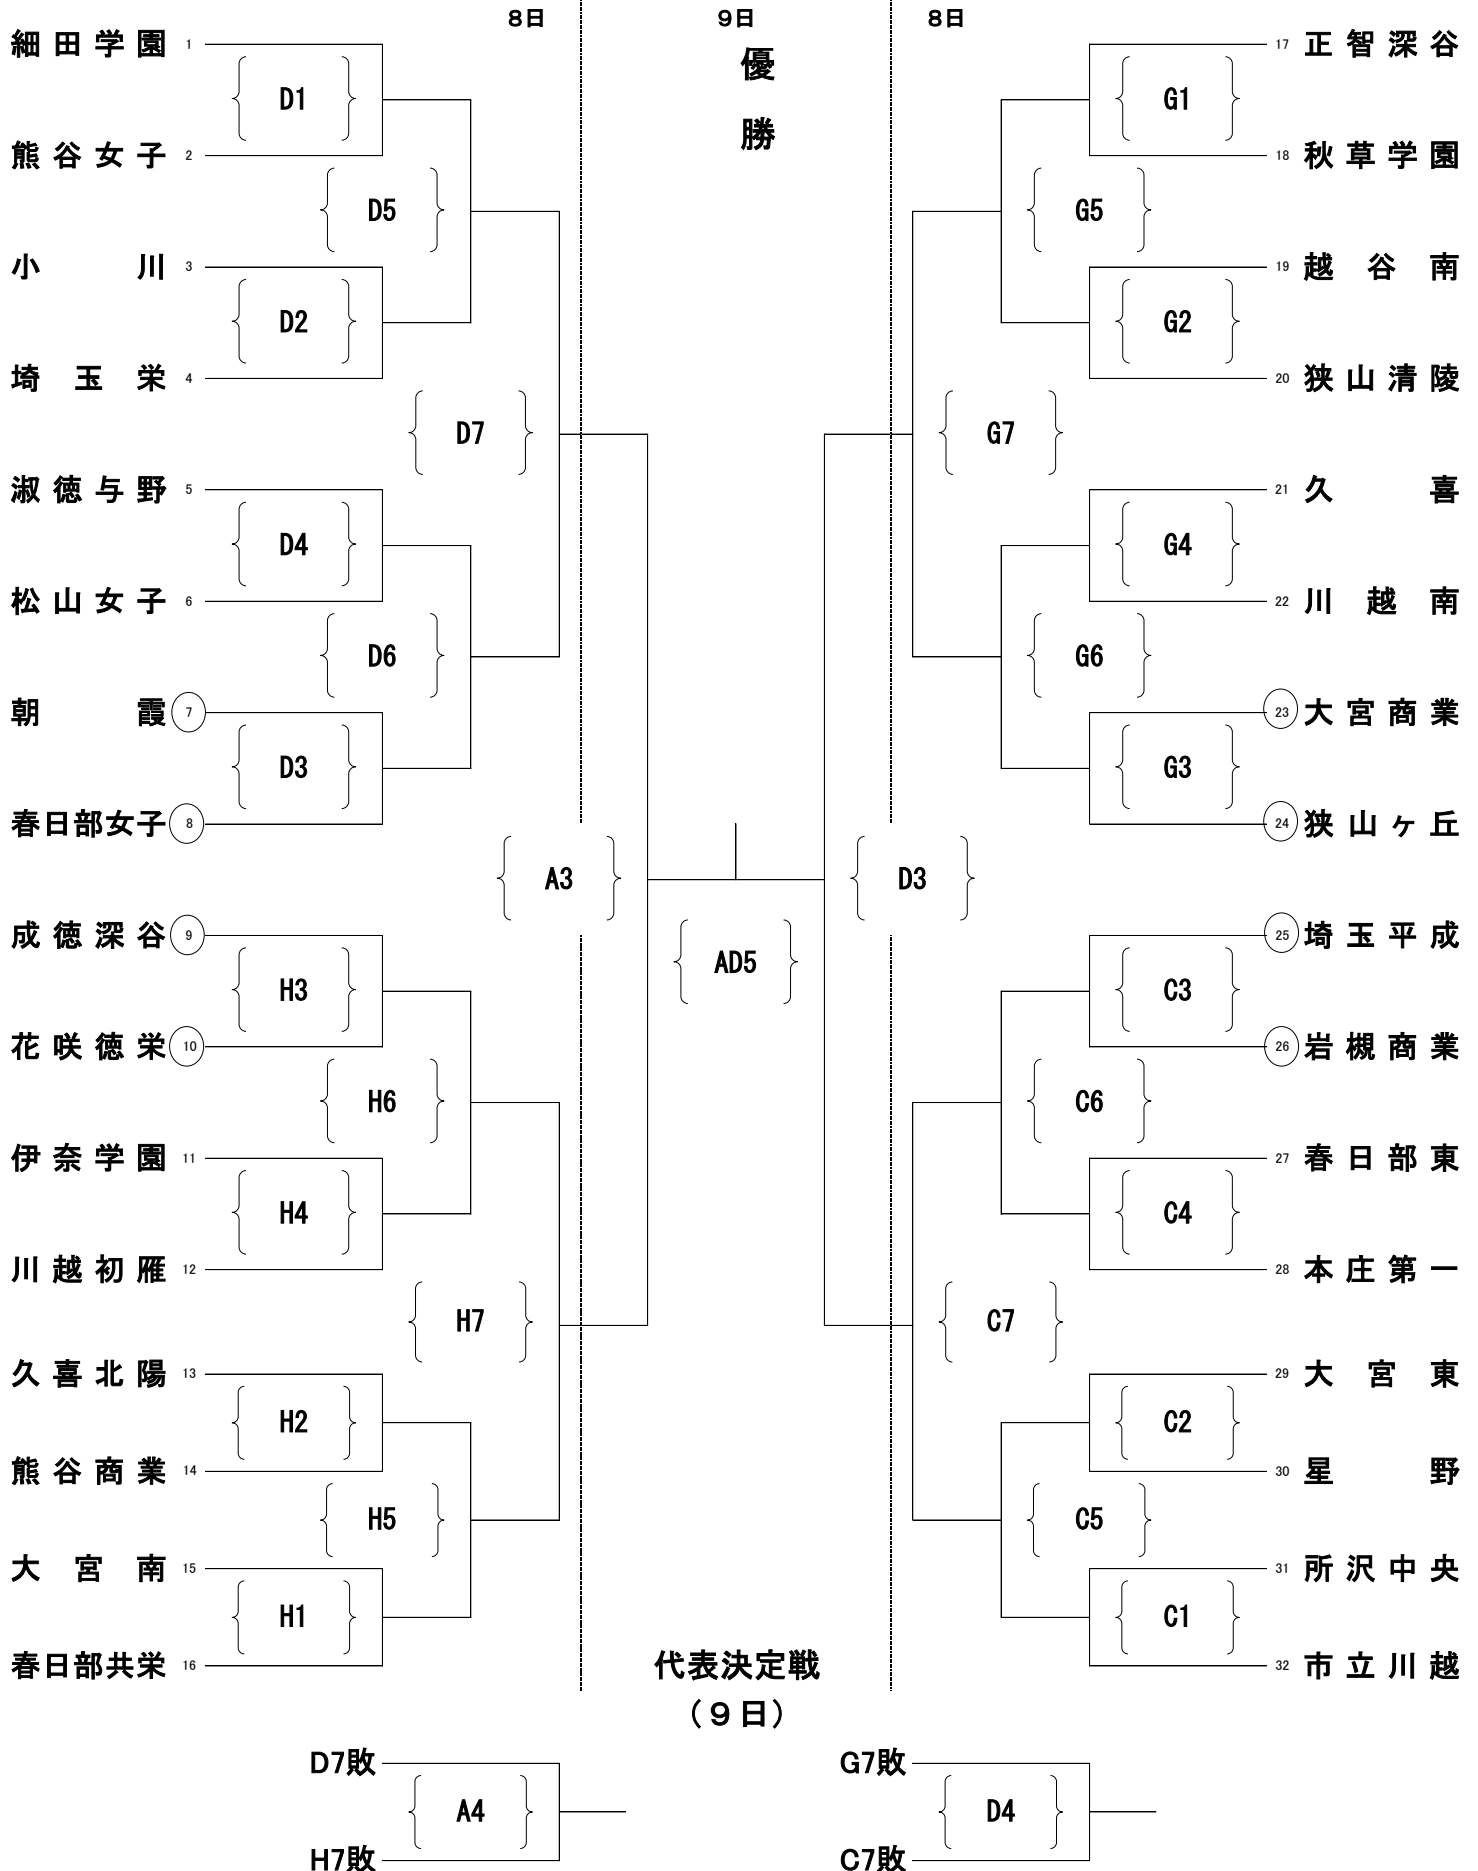 8日 9日 8日
優
勝
細田学園 1 D1 G1 17 正智深谷
熊谷女子 2 18 秋草学園
D5 G5
小川 3 19 越谷南
D2 G2
埼玉栄 4 20 狭山清陵
D7 G7
淑徳与野 5 21 久喜
D4 G4
松山女子 6 22 川越南
D6 G6
朝霞 7 23 大宮商業
D3 G3
春日部女子 8 24 狭山ヶ丘
A3 D3
成徳深谷 9 25 埼玉平成
AD5
H3 C3
花咲徳栄 10 26 岩槻商業
H6 C6
伊奈学園 11 27 春日部東
H4 C4
川越初雁 12 28 本庄第一
H7 C7
久喜北陽 13 29 大宮東
H2 C2
熊谷商業 14 30 星野
H5 C5
大宮南 15 31 所沢中央
H1 C1
春日部共栄 16 32 市立川越
代表決定戦
(9日)
D7敗 G7敗
A4 D4
H7敗 C7敗